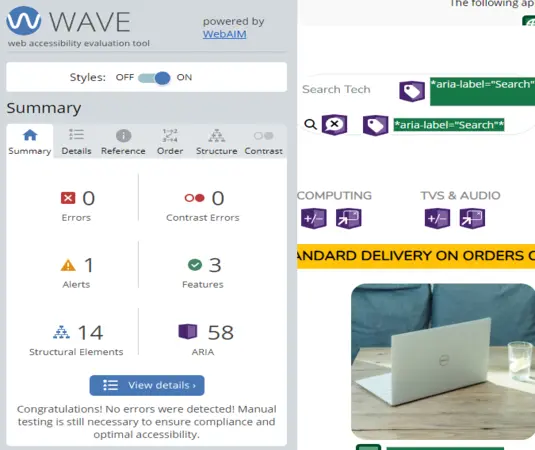 WAVE
web accessibility evaluation tool
powered by
WebAIM
Styles: OFF ON
Summary
Summary Details Reference Order Structure Contrast
0
Errors
0
Contrast Errors
1
Alerts
3
Features
14
Structural Elements
58
ARIA
View details ›
Congratulations! No errors were detected! Manual
testing is still necessary to ensure compliance and
optimal accessibility.
The following ap
Search Tech
*aria-label="Search"
*aria-label="Search"*
COMPUTING
TVS & AUDIO
+/-
+/-
ANDARD DELIVERY ON ORDERS
DELL